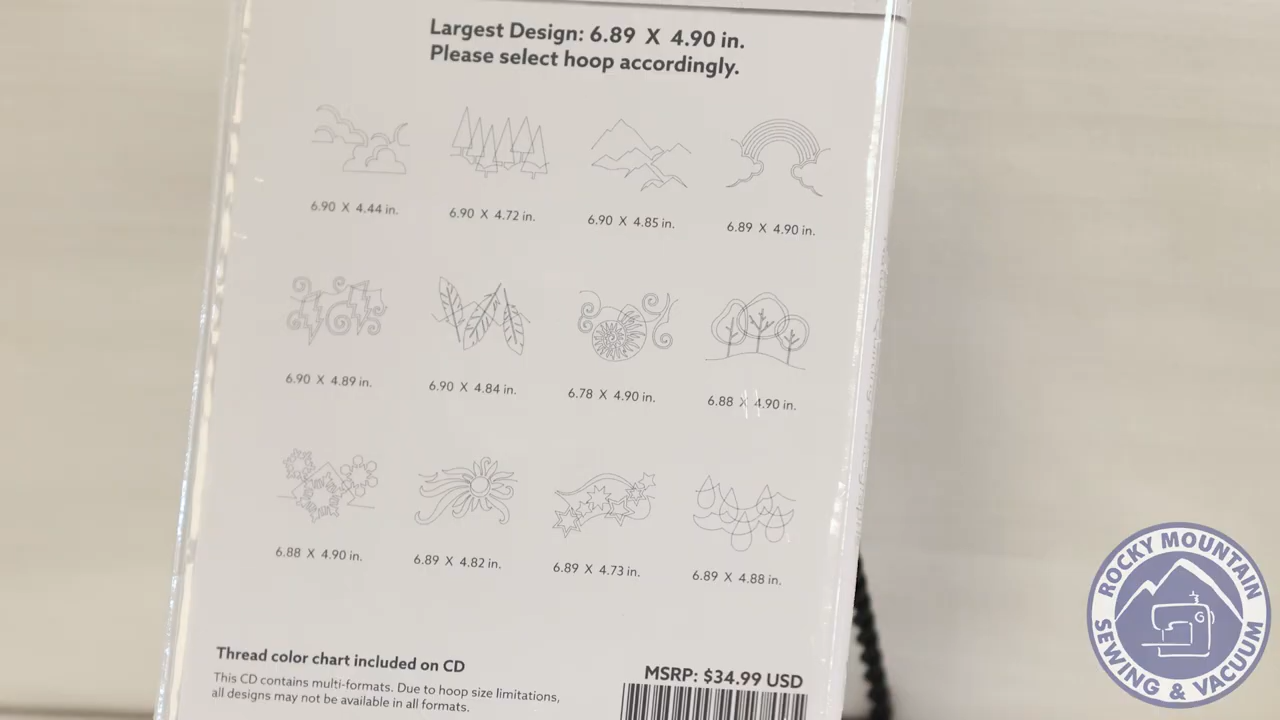 Largest Design: 6.89 X 4.90 in.
Please select hoop accordingly.
6.90 X 4.44 in.
6.90 X 4.72 in.
6.90 X 4.85 in.
6.89 X 4.90 in.
6.90 X 4.89 in.
6.90 X 4.84 in.
6.78 X 4.90 in.
6.88 X 4.90 in.
6.88 X 4.90 in.
6.89 X 4.82 in.
6.89 X 4.73 in.
6.89 X 4.88 in.
Thread color chart included on CD
This CD contains multi-formats. Due to hoop size limitations,
all designs may not be available in all formats.
MSRP: $34.99 USD
ROCKY MOUNTAIN
SEWING & VACUUM
G